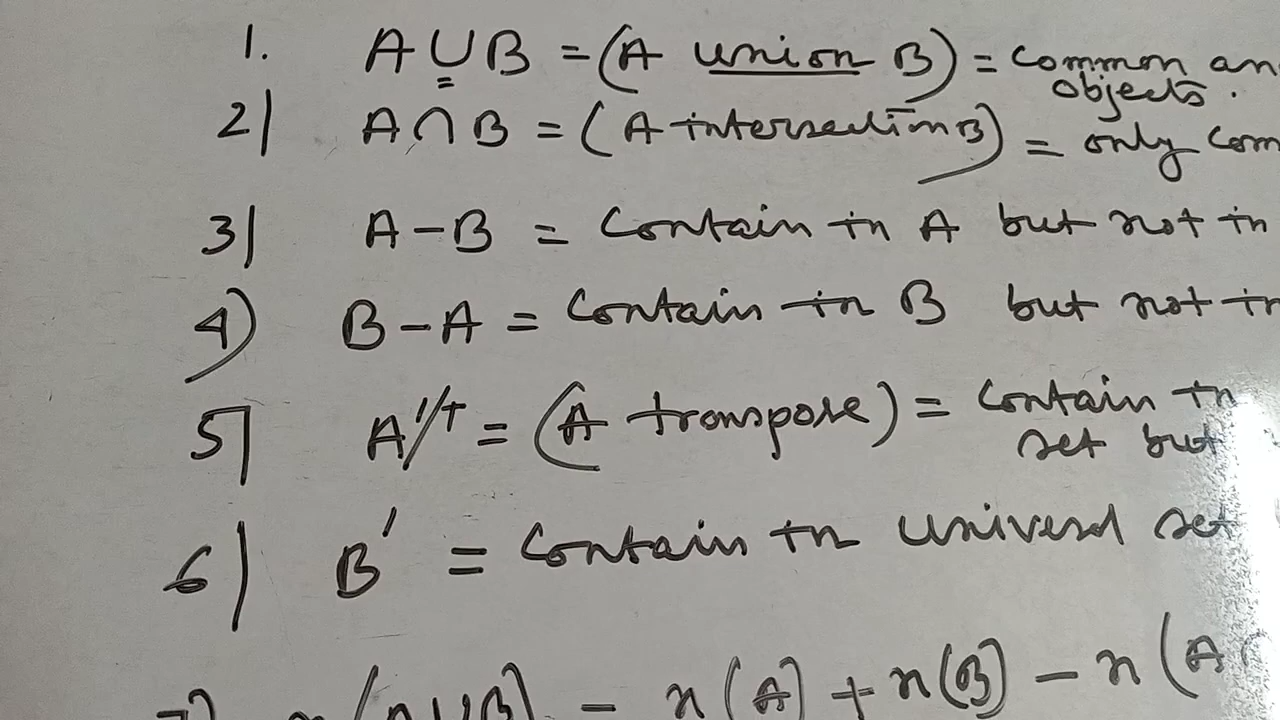 1. A∪B = (A union B) = common an
objects.
2) A∩B = (A intersection B) = only com
3) A-B = contain in A but not in
4) B-A = contain in B but not in
5) A'/t = (A transpose) = contain in
set but
6) B' = contain in universl set
7) n(A∪B) = n(A) + n(B) - n(A